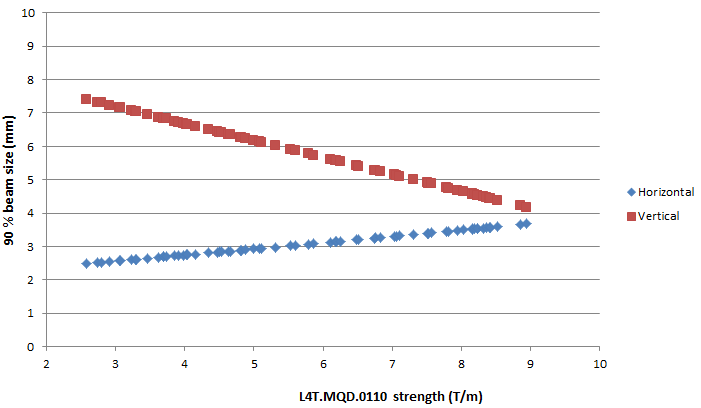 10
9
8
7
6
5
4
3
2
1
0
90 % beam size (mm)
2 3 4 5 6 7 8 9 10
L4T.MQD.0110 strength (T/m)
Horizontal
Vertical